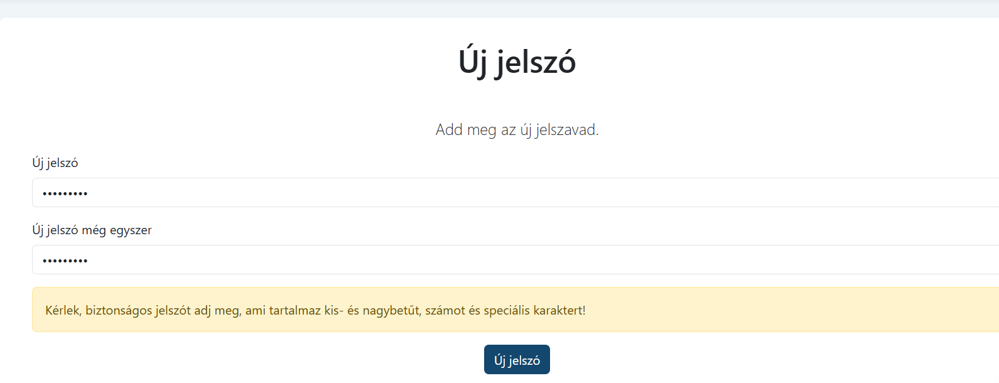 Új jelszó
Add meg az új jelszavad.
Új jelszó
•••••••••
Új jelszó még egyszer
•••••••••
Kérlek, biztonságos jelszót adj meg, ami tartalmaz kis- és nagybetűt, számot és speciális karaktert!
Új jelszó